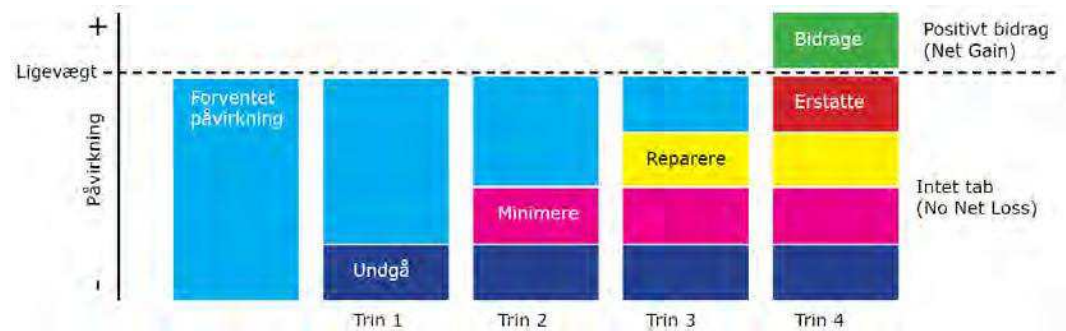 +
Ligevægt
Påvirkning
-
Forventet
påvirkning
Undgå
Minimere
Reparere
Bidrage
Erstatte
Positivt bidrag
(Net Gain)
Intet tab
(No Net Loss)
Trin 1
Trin 2
Trin 3
Trin 4